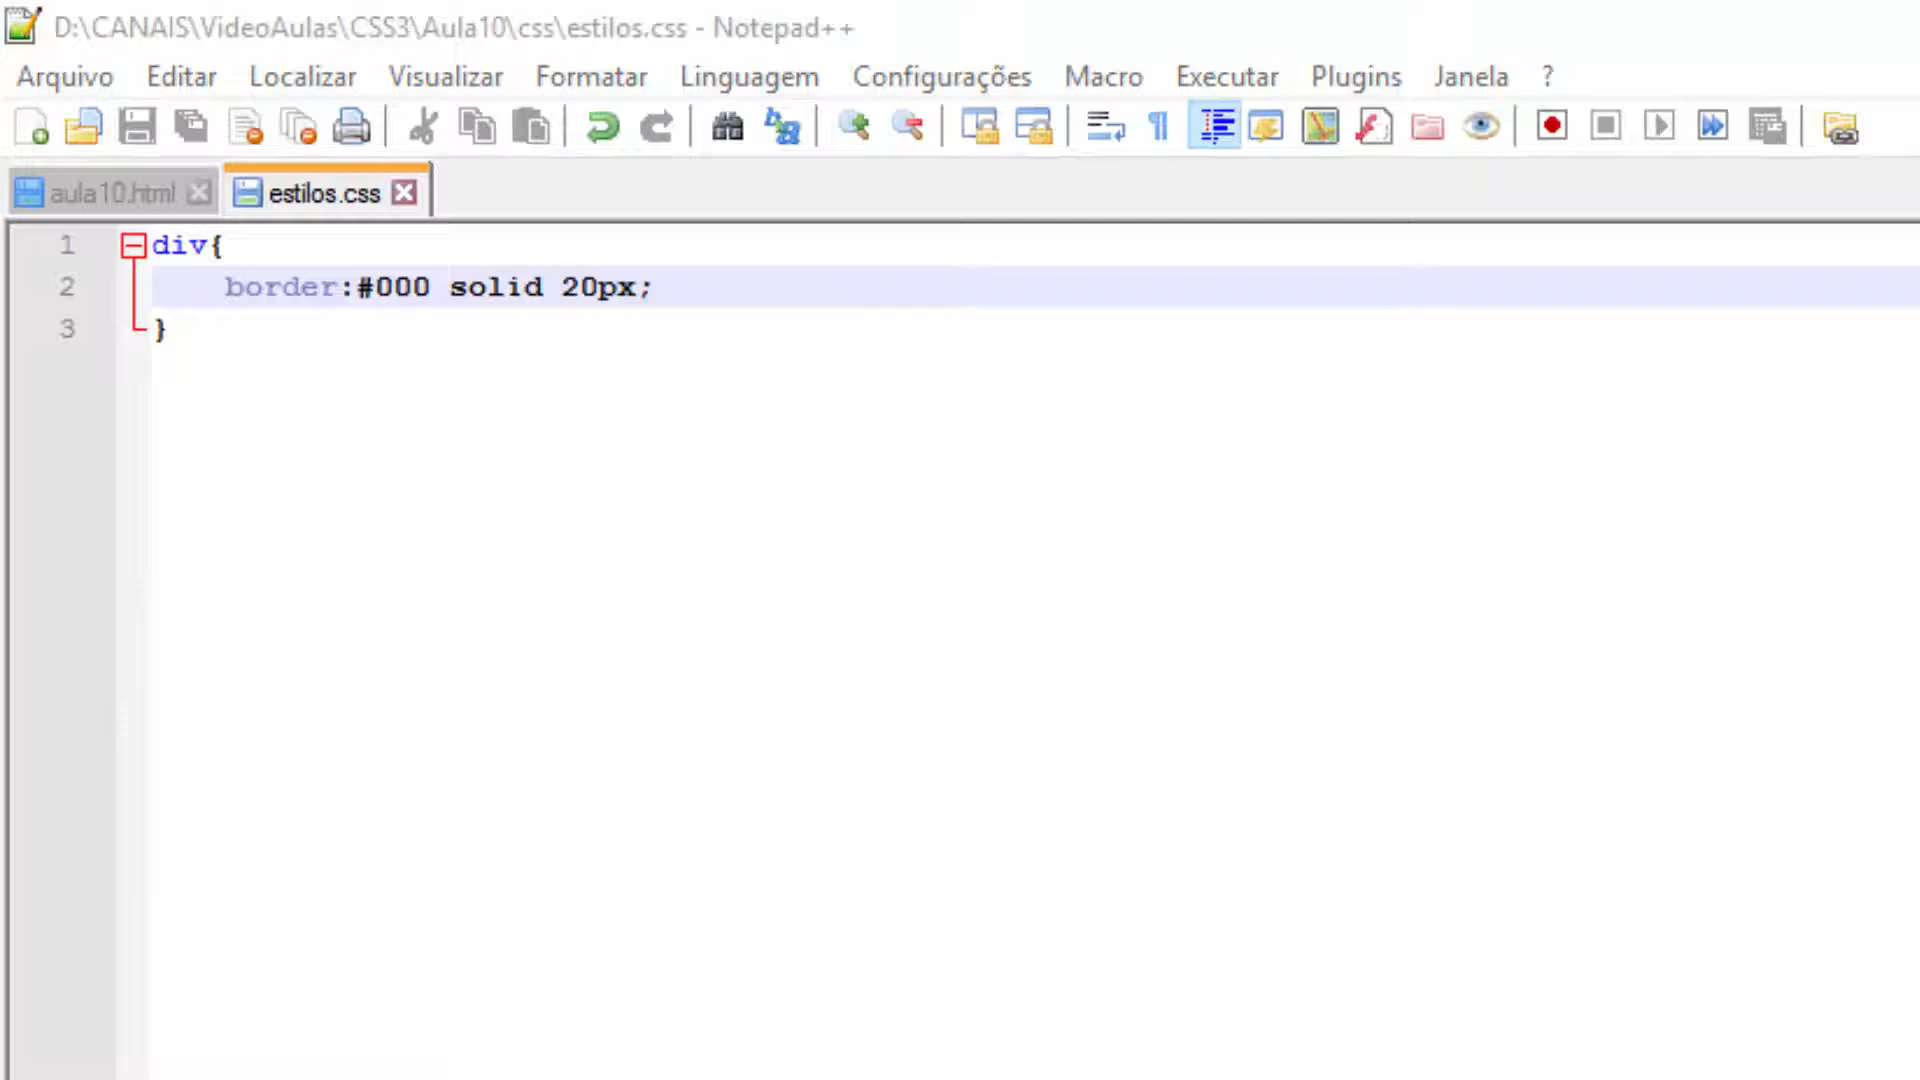 D:\CANAIS\VideoAulas\CSS3\Aula10\css\estilos.css - Notepad++
Arquivo Editar Localizar Visualizar Formatar Linguagem Configurações Macro Executar Plugins Janela ?
aula10.html estilos.css
1 div{
2 border:#000 solid 20px;
3 }